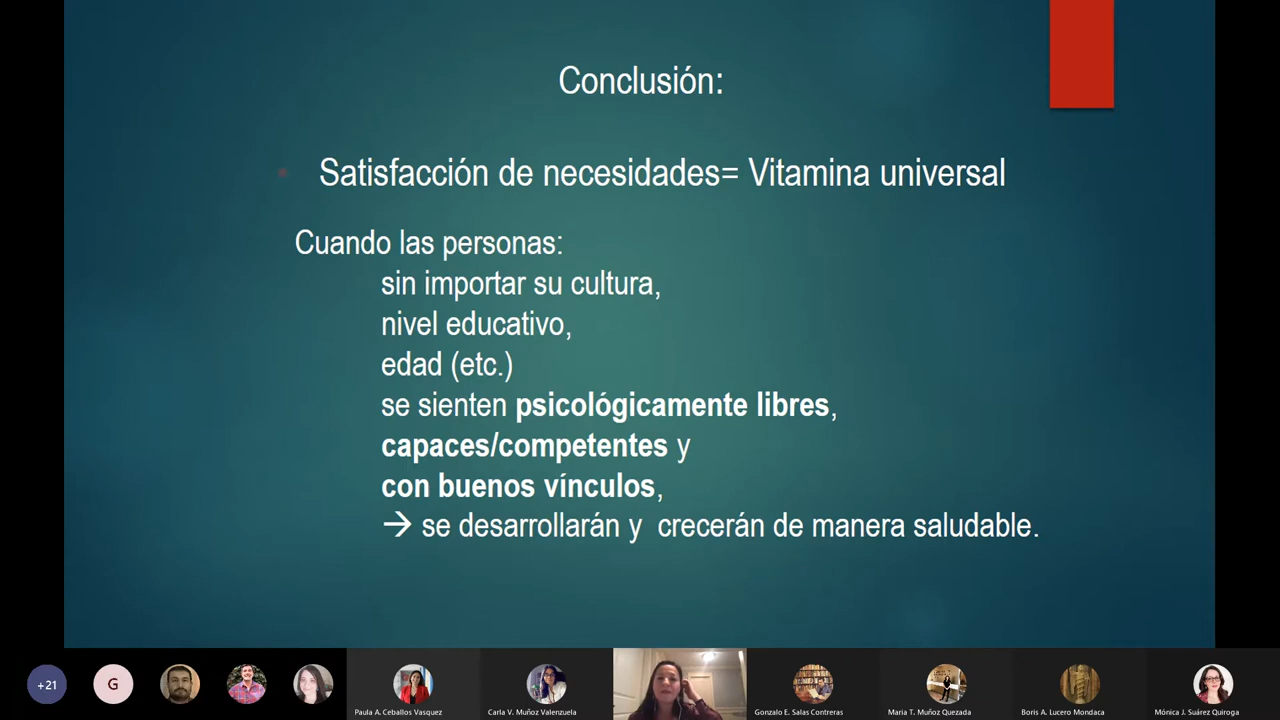 Conclusión:
Satisfacción de necesidades= Vitamina universal
Cuando las personas:
sin importar su cultura,
nivel educativo,
edad (etc.)
se sienten psicológicamente libres,
capaces/competentes y
con buenos vínculos,
→ se desarrollarán y crecerán de manera saludable.
+21
G
Paula A. Ceballos Vasquez
Carla V. Muñoz Valenzuela
Gonzalo E. Salas Contreras
Maria T. Muñoz Quezada
Boris A. Lucero Mondaca
Mónica J. Suárez Quiroga